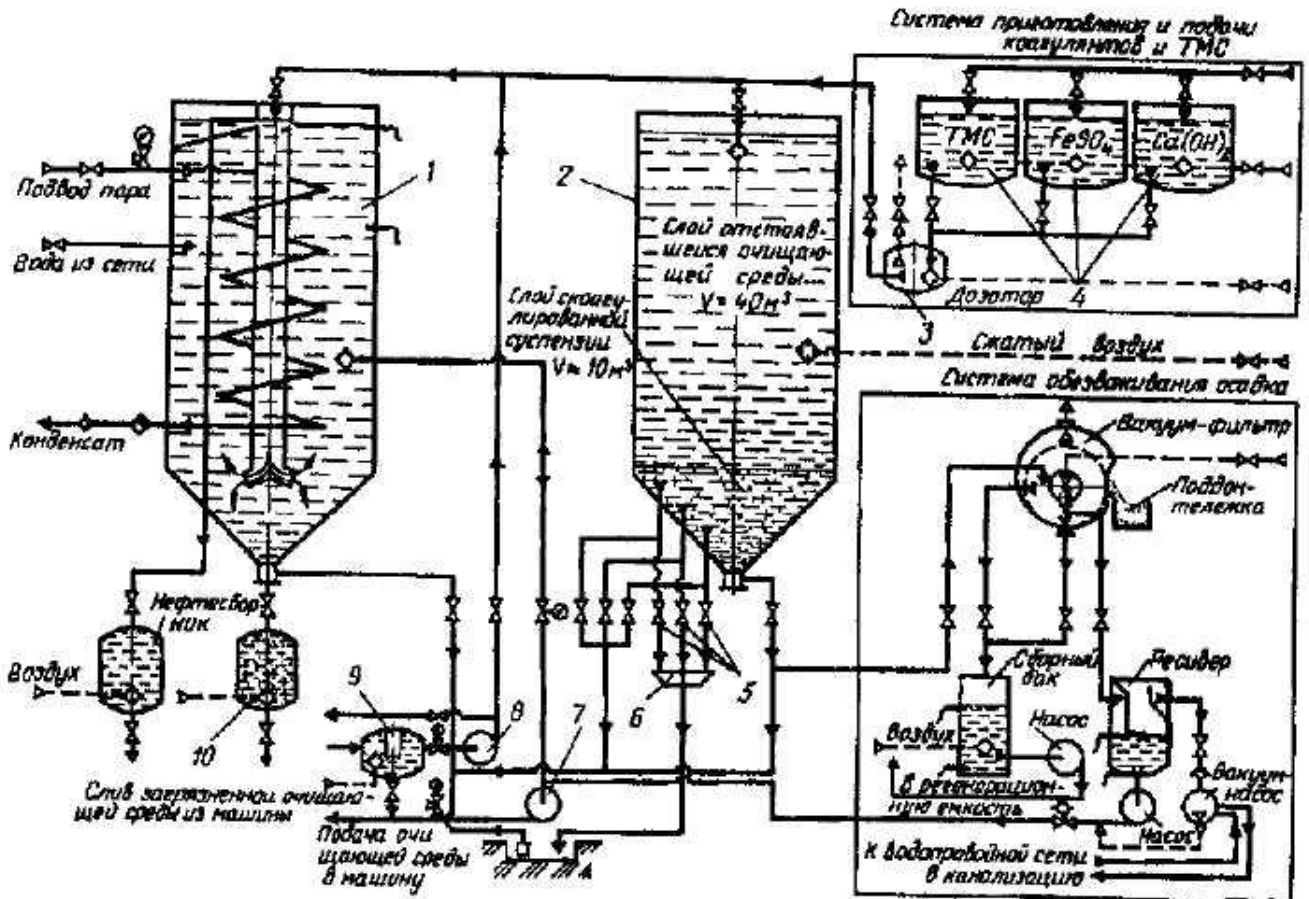 Система приготовления и подачи
коагулянтов и ТМС
ТМС
FeSO₄
Ca(OH)₂
Дозатор
3
4
Подвод пара
1
Вода из сети
2
Слой отстояв-
шейся очищаю-
щей среды
V = 40м³
Слой скоагу-
лированной
суспензии
V = 10м³
Сжатый воздух
Конденсат
Система обезваживания осадка
Вакуум-фильтр
Поддон-
тележка
Нефтесбор
ник
Воздух
10
9
8
7
6
5
Слив загрязненной очищаю-
щей среды из машины
Подача очи
щающей среды
в машину
А
Сборный
бак
Воздух
Насос
В регенерацион-
ную емкость
Ресивер
Вакуум-
насос
Насос
К водопроводной сети
в канализацию